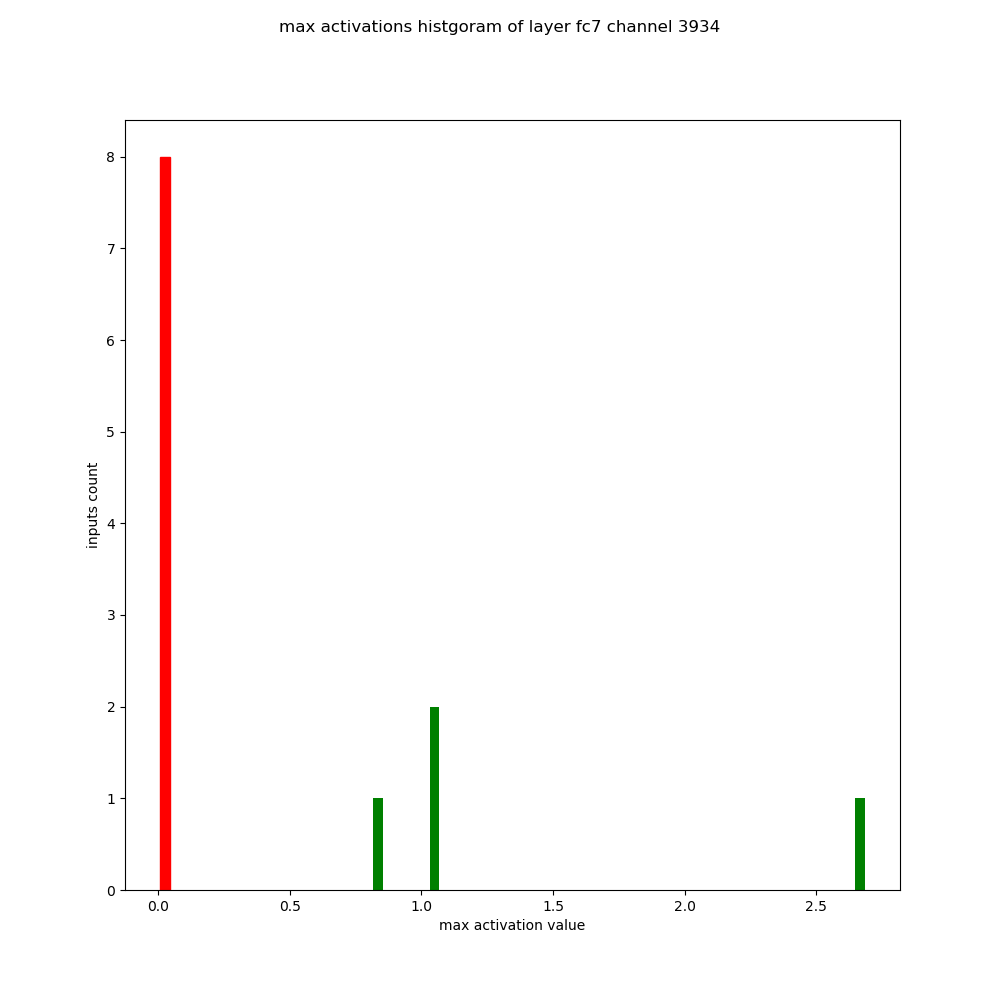 max activations histgoram of layer fc7 channel 3934
8
7
6
5
4
3
2
1
0
inputs count
0.0 0.5 1.0 1.5 2.0 2.5
max activation value